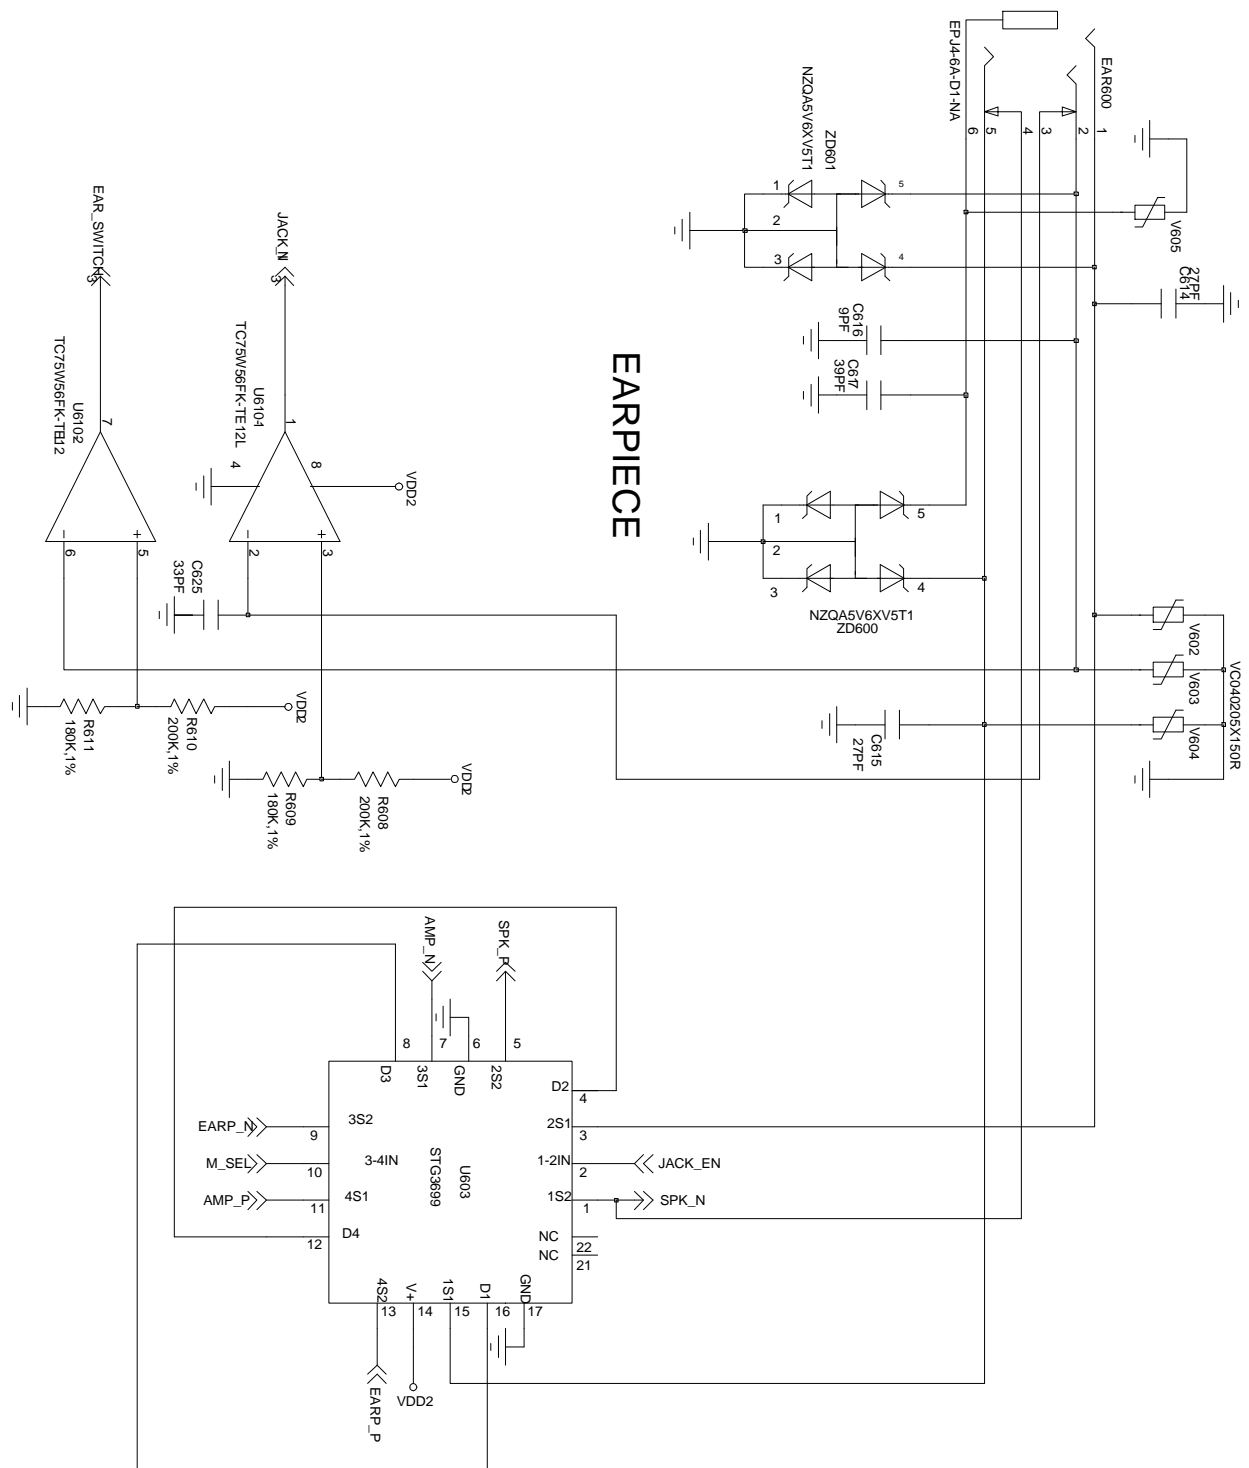 EPJ4-6A-D1-NA
EAR600
6
5
4
3
2
1
NZQA5V6XV5T1
ZD601
1
2
3
5
4
V605
27PF
C614
C616
9PF
C617
39PF
EARPIECE
1
2
3
5
4
NZQA5V6XV5T1
ZD600
V602
V603
V604
VC040205X150R
C615
27PF
EAR_SWITCH
3
JACK_IN
3
TC75W56FK-TE12L
U610-1
1
4
8
VDD2
2
3
-
+
TC75W56FK-TE12
U610-2
7
6
5
-
+
C625
33PF
R611
180K,1%
R610
200K,1%
VDD2
R609
180K,1%
R608
200K,1%
VDD2
AMP_N
SPK_P
8
7
6
5
D3
3S1
GND
2S2
D2
4
2S1
3
1-2IN
2
JACK_EN
1S2
1
SPK_N
NC
22
NC
21
EARP_N
9
3S2
M_SEL
10
3-4IN
AMP_P
11
4S1
12
D4
STG3699
U603
4S2
V+
1S1
D1
GND
13
14
15
16
17
EARP_P
VDD2